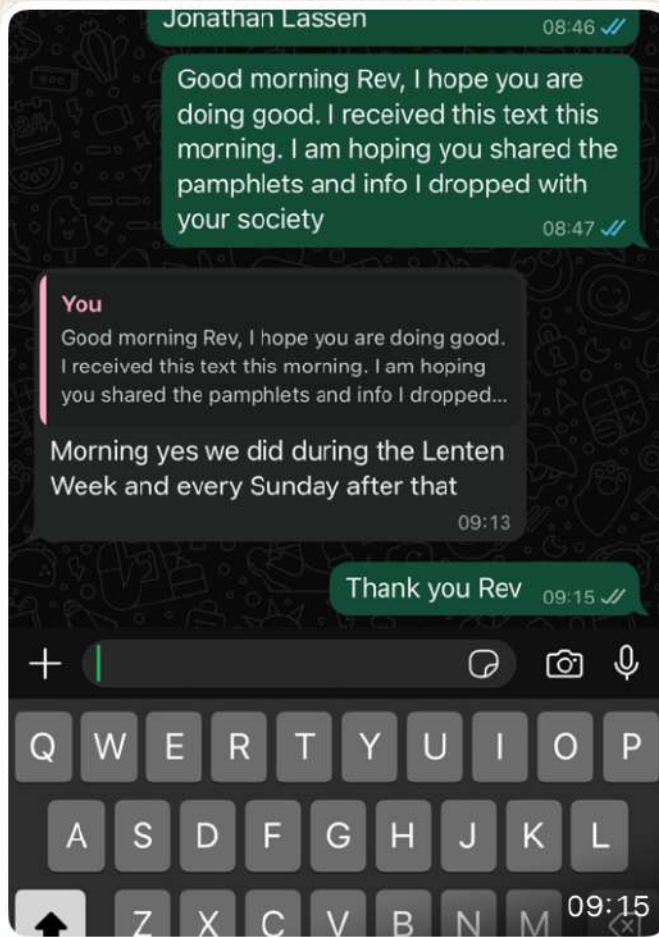 Jonathan Lassen
08:46
Good morning Rev, I hope you are
doing good. I received this text this
morning. I am hoping you shared the
pamphlets and info I dropped with
your society
08:47
You
Good morning Rev, I hope you are doing good.
I received this text this morning. I am hoping
you shared the pamphlets and info I dropped...
Morning yes we did during the Lenten
Week and every Sunday after that
09:13
Thank you Rev 09:15
Q W E R T Y U I O P
A S D F G H J K L
Z X C V B N M
09:15